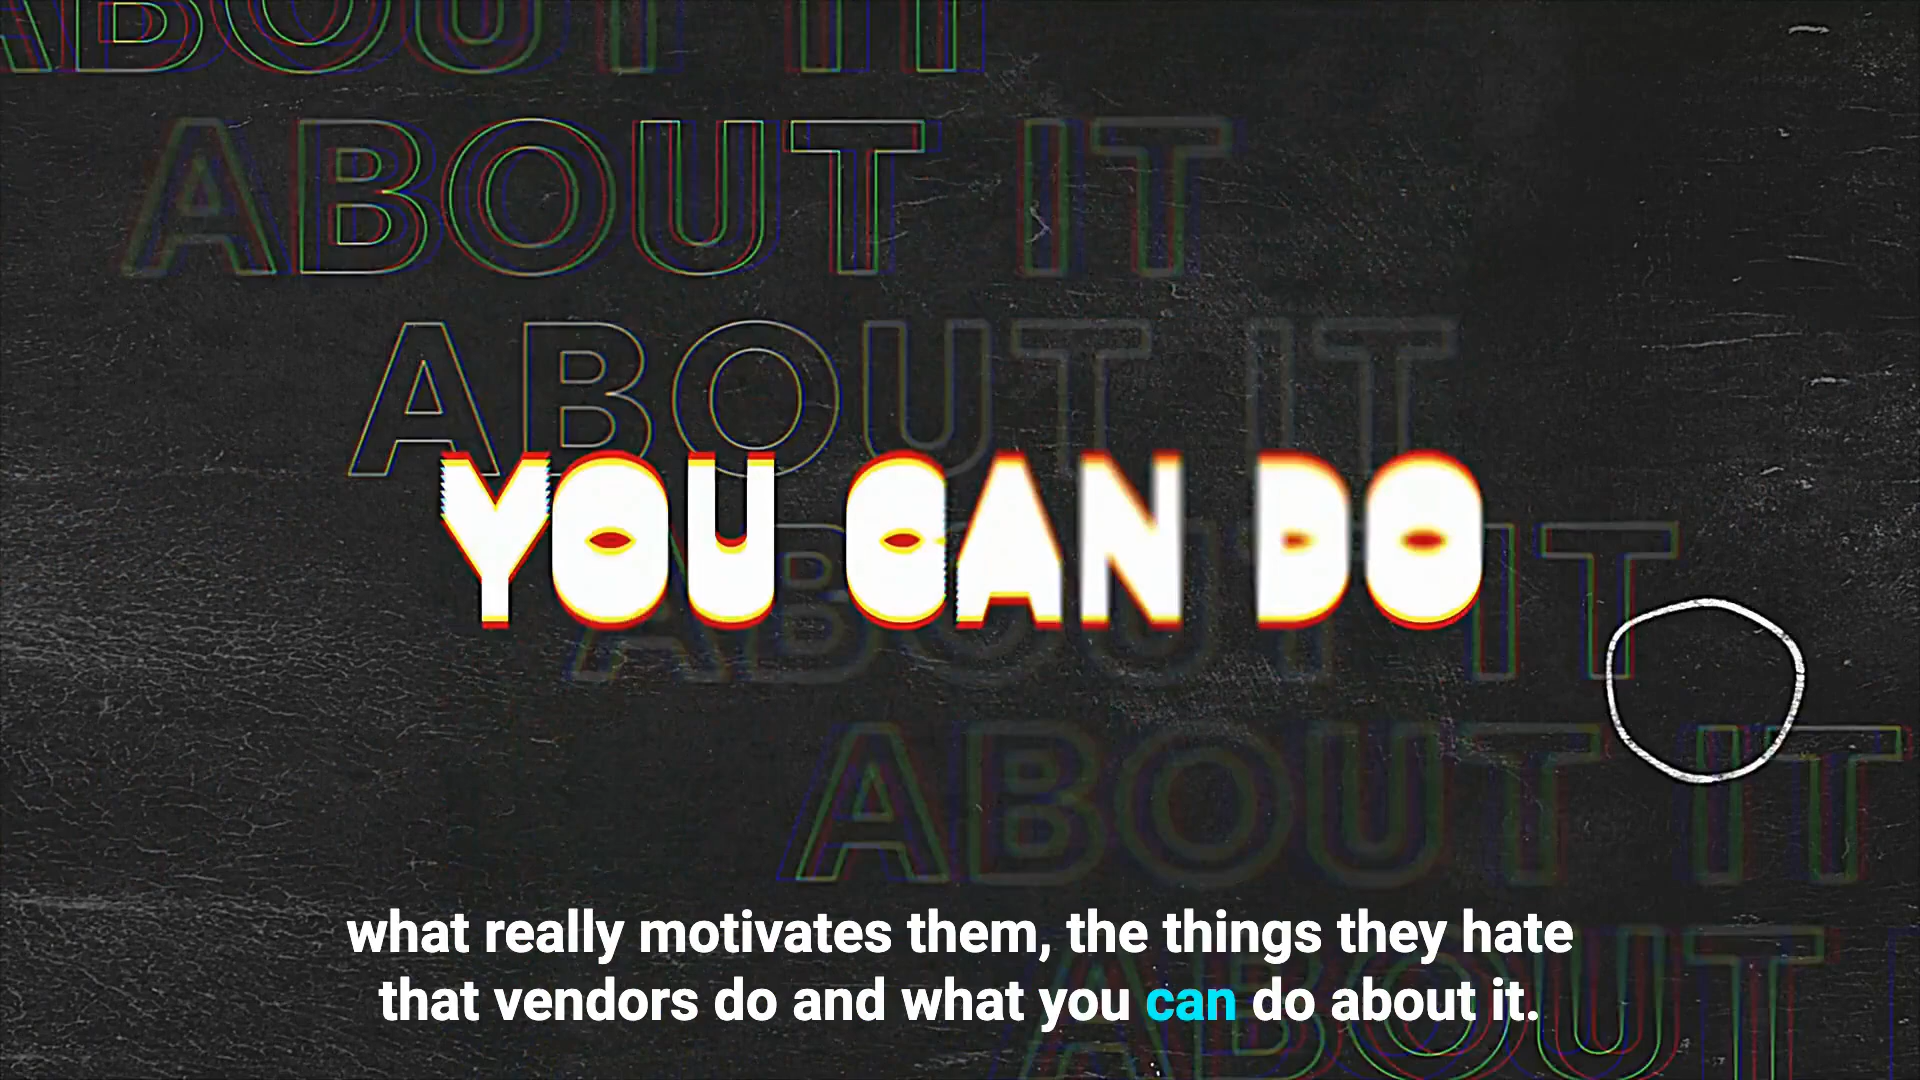 ABOUT IT
ABOUT IT
ABOUT IT
YOU CAN DO
ABOUT IT
ABOUT IT
ABOUT
what really motivates them, the things they hate
that vendors do and what you can do about it.